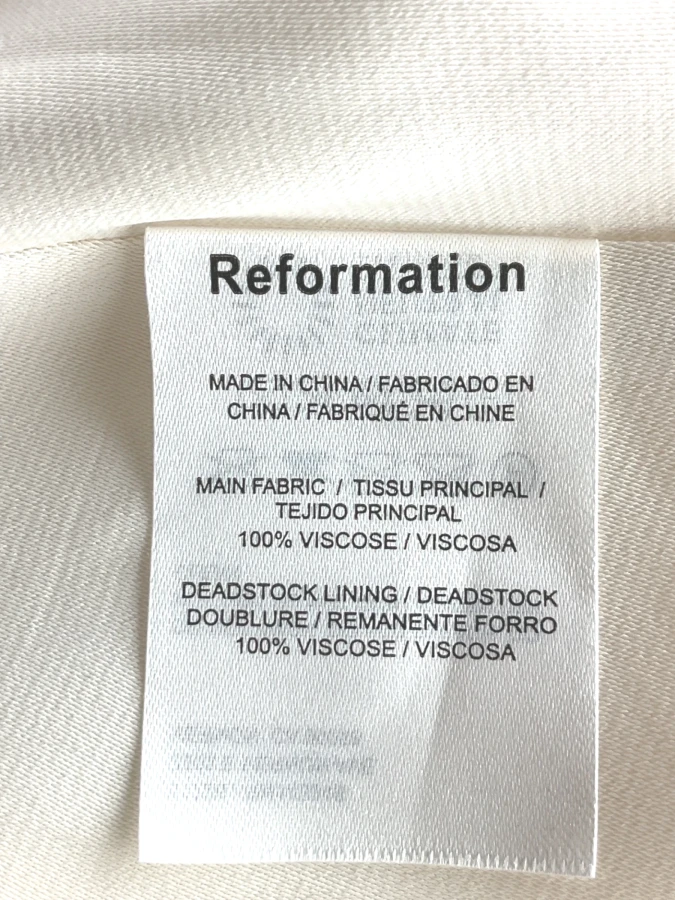 Reformation
MADE IN CHINA / FABRICADO EN
CHINA / FABRIQUÉ EN CHINE
MAIN FABRIC / TISSU PRINCIPAL /
TEJIDO PRINCIPAL
100% VISCOSE / VISCOSA
DEADSTOCK LINING / DEADSTOCK
DOUBLURE / REMANENTE FORRO
100% VISCOSE / VISCOSA